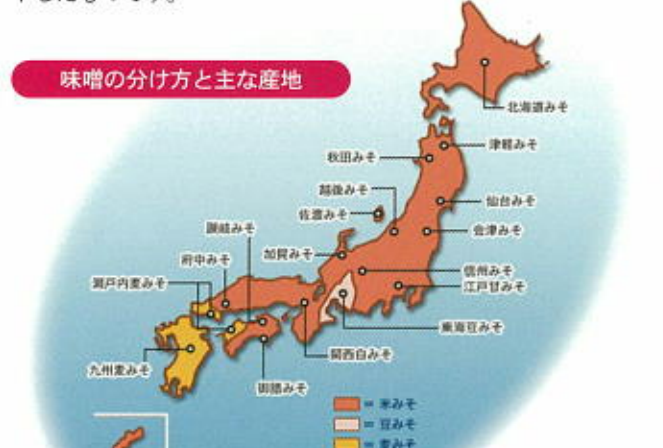 味噌の分け方と主な産地
北海道みそ
津軽みそ
秋田みそ
越後みそ
仙台みそ
佐渡みそ
会津みそ
讃岐みそ
加賀みそ
府中みそ
信州みそ
瀬戸内麦みそ
江戸甘みそ
東海豆みそ
関西白みそ
九州麦みそ
御膳みそ
= 米みそ
= 豆みそ
= 麦みそ